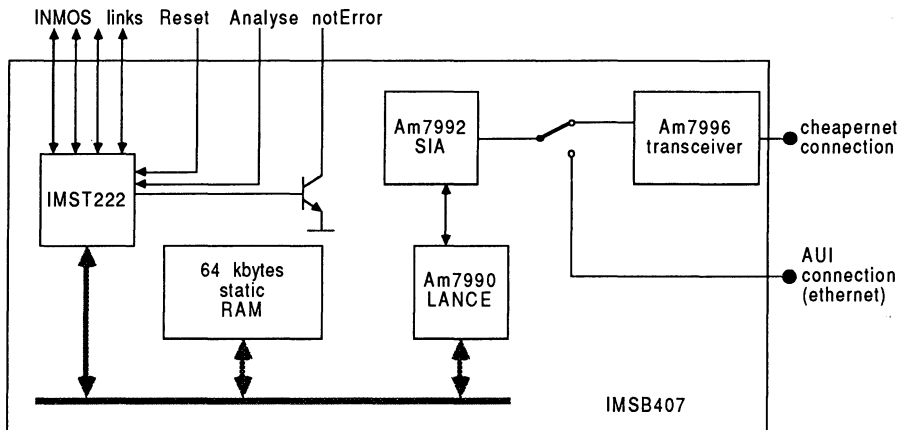 INMOS links Reset Analyse notError
Am7992
SIA
Am7996
transceiver
cheapernet
connection
IMST222
64 kbytes
static
RAM
Am7990
LANCE
AUI
connection
(ethernet)
IMSB407